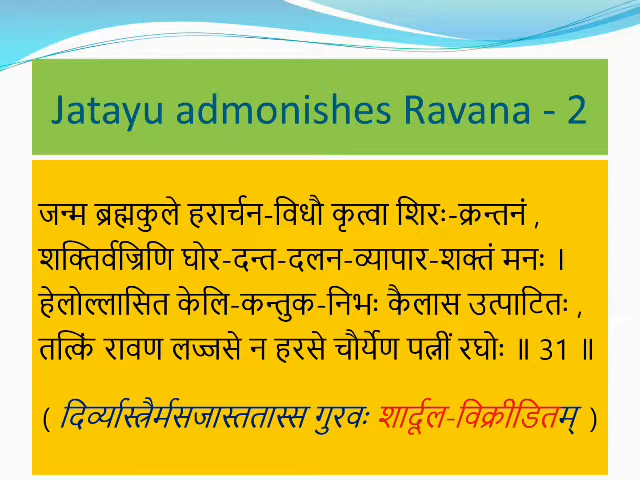 Jatayu admonishes Ravana - 2
जन्म ब्रह्मकुले हरार्चन-विधौ कृत्वा शिरः-क्रन्तनं ,
शक्तिर्वज्रिणि घोर-दन्त-दलन-व्यापार-शक्तं मनः ।
हेलोल्लासित केलि-कन्तुक-निभः कैलास उत्पाटितः ,
तत्किं रावण लज्जसे न हरसे चौर्येण पत्नीं रघोः ॥ 31 ॥
( दिर्व्यास्त्रैर्मसजास्ततास्स गुरवः शार्दूल-विक्रीडितम् )